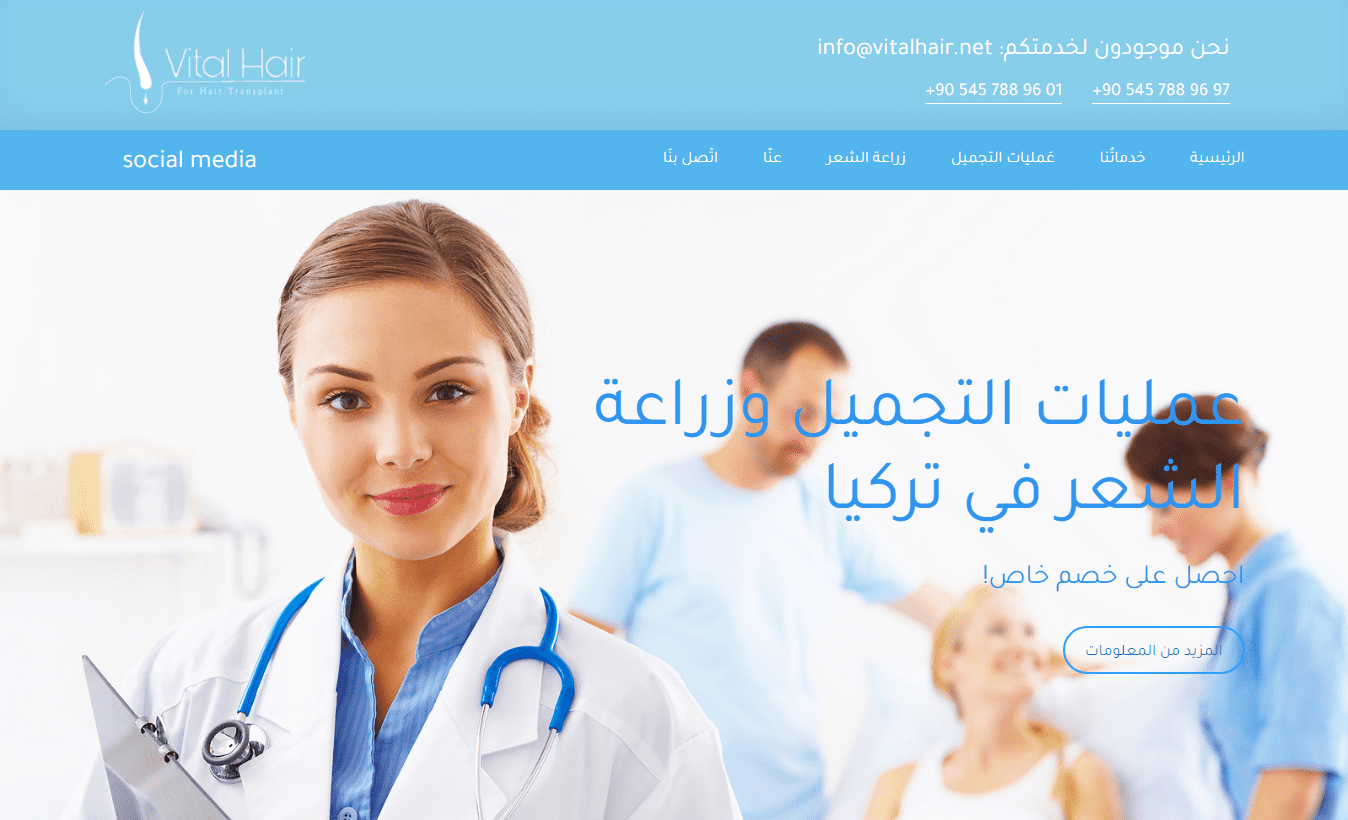 Vital Hair
For Hair Transplant
نحن موجودون لخدمتكم: info@vitalhair.net
+90 545 788 96 97
+90 545 788 96 01
الرئيسية
خدماتُنا
عَمليات التجميل
زراعة الشعر
عنّا
اتْصل بنَا
social media
عمليات التجميل وزراعة
الشعر في تركيا
احصل على خصم خاص!
المزيد من المعلومات